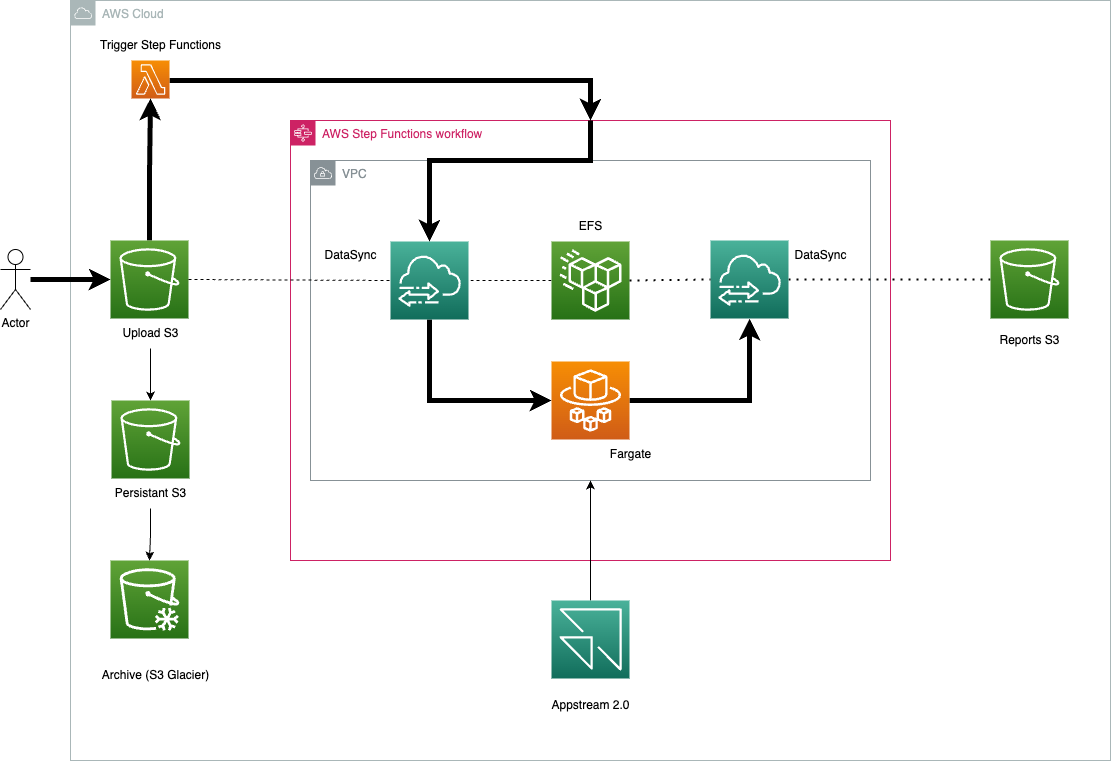 AWS Cloud
Trigger Step Functions
AWS Step Functions workflow
VPC
EFS
DataSync
DataSync
Actor
Upload S3
Reports S3
Fargate
Persistant S3
Archive (S3 Glacier)
Appstream 2.0